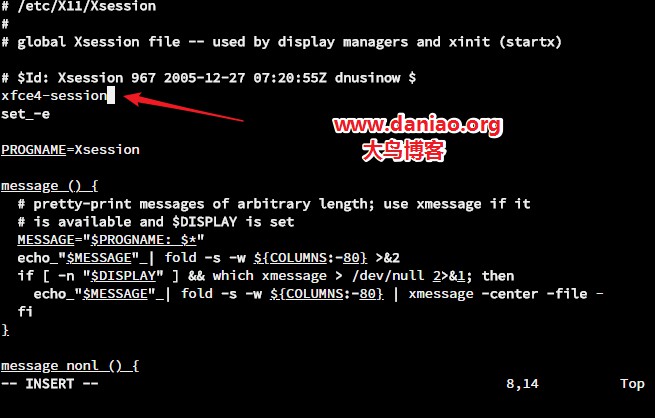 # /etc/X11/Xsession
#
# global Xsession file -- used by display managers and xinit (startx)
# $Id: Xsession 967 2005-12-27 07:20:55Z dnusinow $
xfce4-session
set_-e
www.daniao.org
大鸟博客
PROGNAME=Xsession
message () {
# pretty-print messages of arbitrary length; use xmessage if it
# is available and $DISPLAY is set
MESSAGE="$PROGNAME: $*"
echo_"$MESSAGE"_| fold -s -w ${COLUMNS:-80} >&2
if [ -n "$DISPLAY" ] && which xmessage > /dev/null 2>&1; then
echo_"$MESSAGE"_| fold -s -w ${COLUMNS:-80} | xmessage -center -file -
fi
}
message_nonl () {
-- INSERT -- 8,14 Top